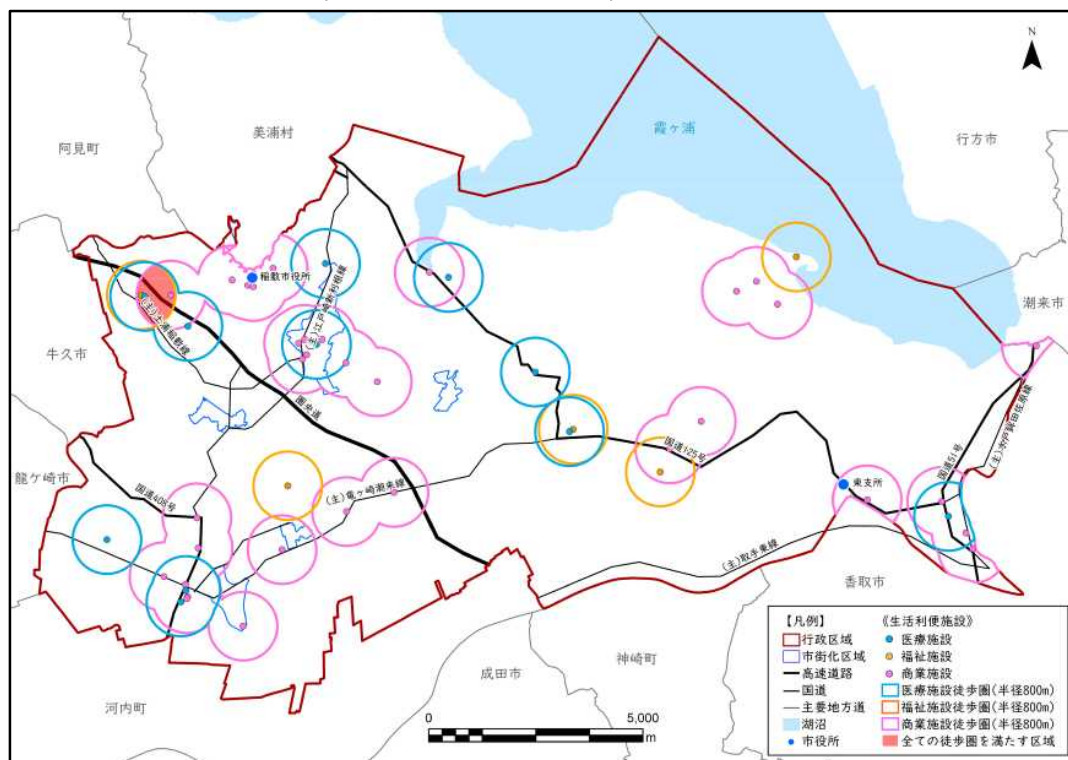 N
霞ヶ浦
美浦村
阿見町
行方市
稲敷市役所
潮来市
(主)江戸崎新利根線
(主)土浦稲敷線
牛久市
圏央道
国道125号
(主)水戸鉾田佐原線
国道51号
龍ケ崎市
国道408号
(主)竜ヶ崎潮来線
東支所
(主)取手東線
香取市
神崎町
成田市
河内町
0
5,000
m
【凡例】
行政区域
市街化区域
高速道路
国道
主要地方道
湖沼
市役所
《生活利便施設》
医療施設
福祉施設
商業施設
医療施設徒歩圏(半径800m)
福祉施設徒歩圏(半径800m)
商業施設徒歩圏(半径800m)
全ての徒歩圏を満たす区域